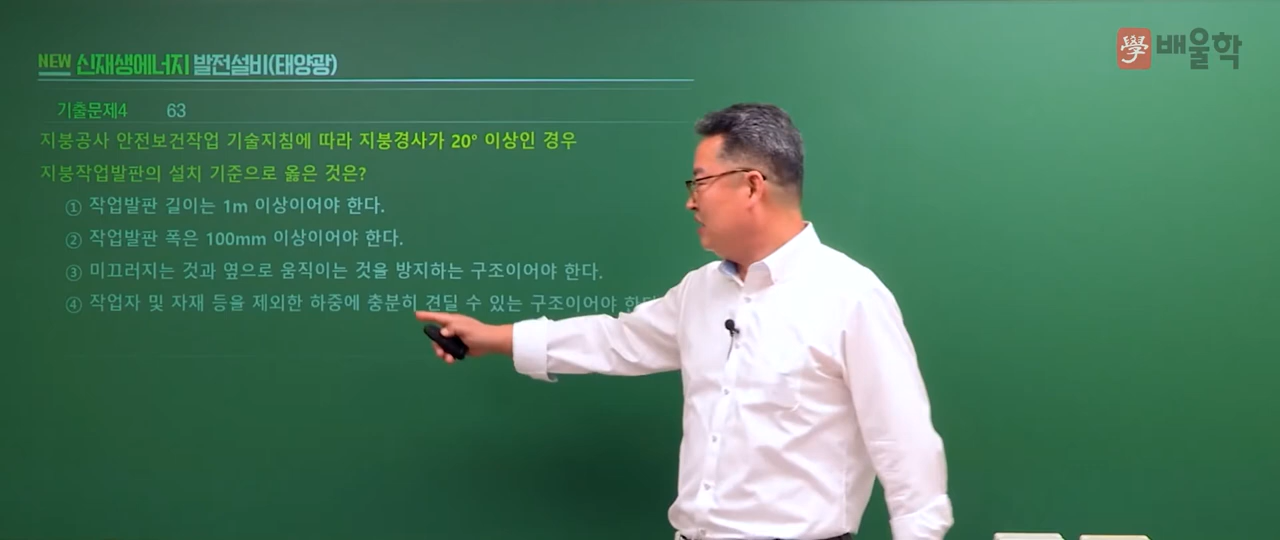 NEW 신재생에너지 발전설비(태양광)
學 배울학
기출문제4 63
지붕공사 안전보건작업 기술지침에 따라 지붕경사가 20° 이상인 경우
지붕작업발판의 설치 기준으로 옳은 것은?
① 작업발판 길이는 1m 이상이어야 한다.
② 작업발판 폭은 100mm 이상이어야 한다.
③ 미끄러지는 것과 옆으로 움직이는 것을 방지하는 구조이어야 한다.
④ 작업자 및 자재 등을 제외한 하중에 충분히 견딜 수 있는 구조이어야